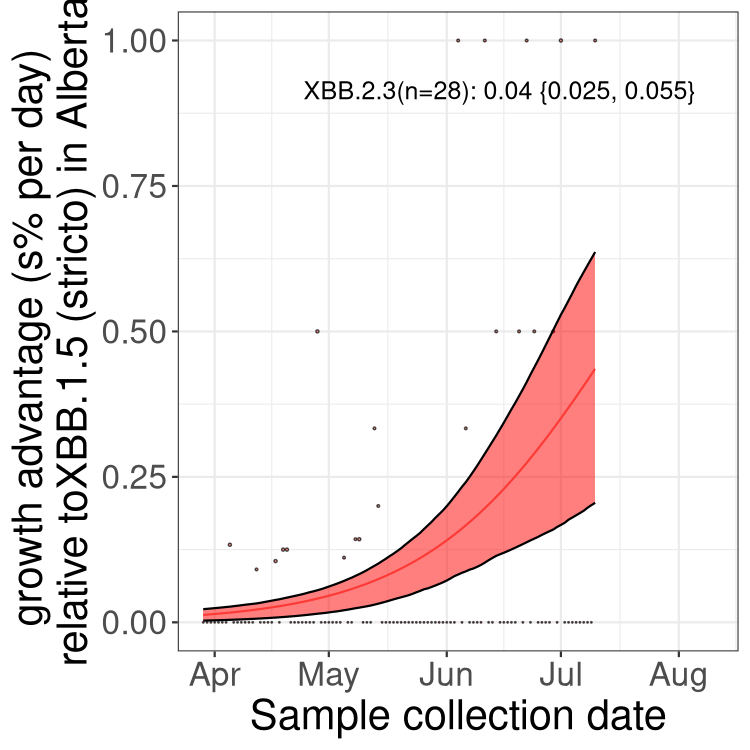 growth advantage (s% per day)
relative toXBB.1.5 (stricto) in Alberta
1.00
0.75
0.50
0.25
0.00
XBB.2.3(n=28): 0.04 {0.025, 0.055}
Apr May Jun Jul Aug
Sample collection date